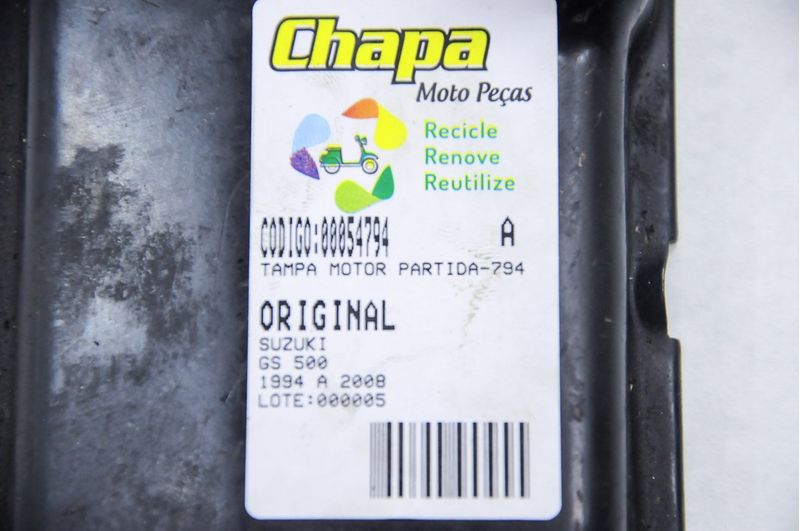 Chapa
Moto Peças
Recicle
Renove
Reutilize
CODIGO:00054794 A
TAMPA MOTOR PARTIDA-794
ORIGINAL
SUZUKI
GS 500
1994 A 2008
LOTE:000005